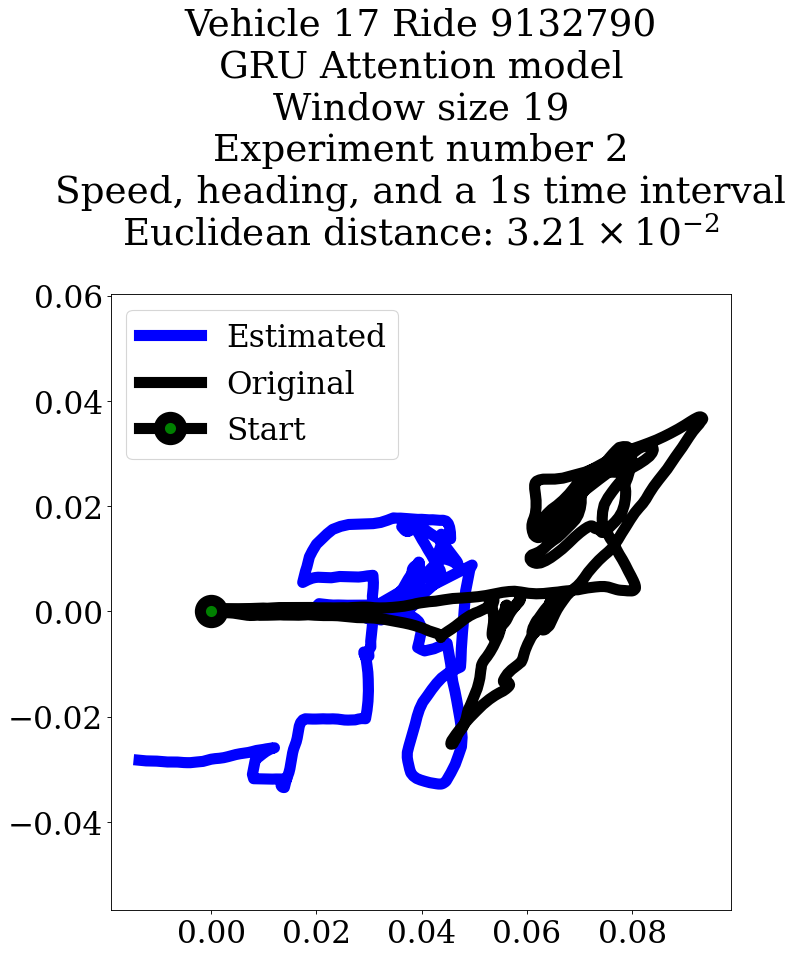 Vehicle 17 Ride 9132790
GRU Attention model
Window size 19
Experiment number 2
Speed, heading, and a 1s time interval
Euclidean distance: 3.21 × 10⁻²
0.06
Estimated
Original
Start
0.04
0.02
0.00
−0.02
−0.04
0.00 0.02 0.04 0.06 0.08